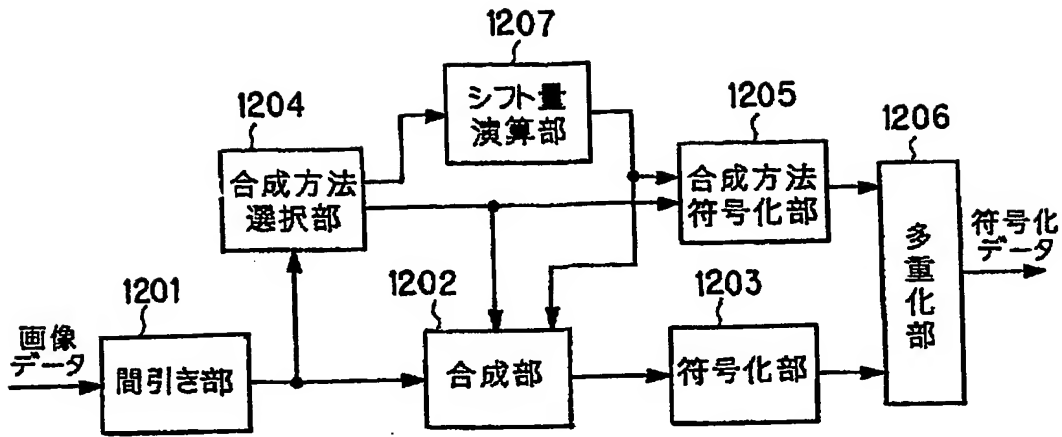 1207
シフト量
演算部
1204
合成方法
選択部
1205
合成方法
符号化部
1206
多重化部
符号化
データ
1201
画像
データ
間引き部
1202
合成部
1203
符号化部